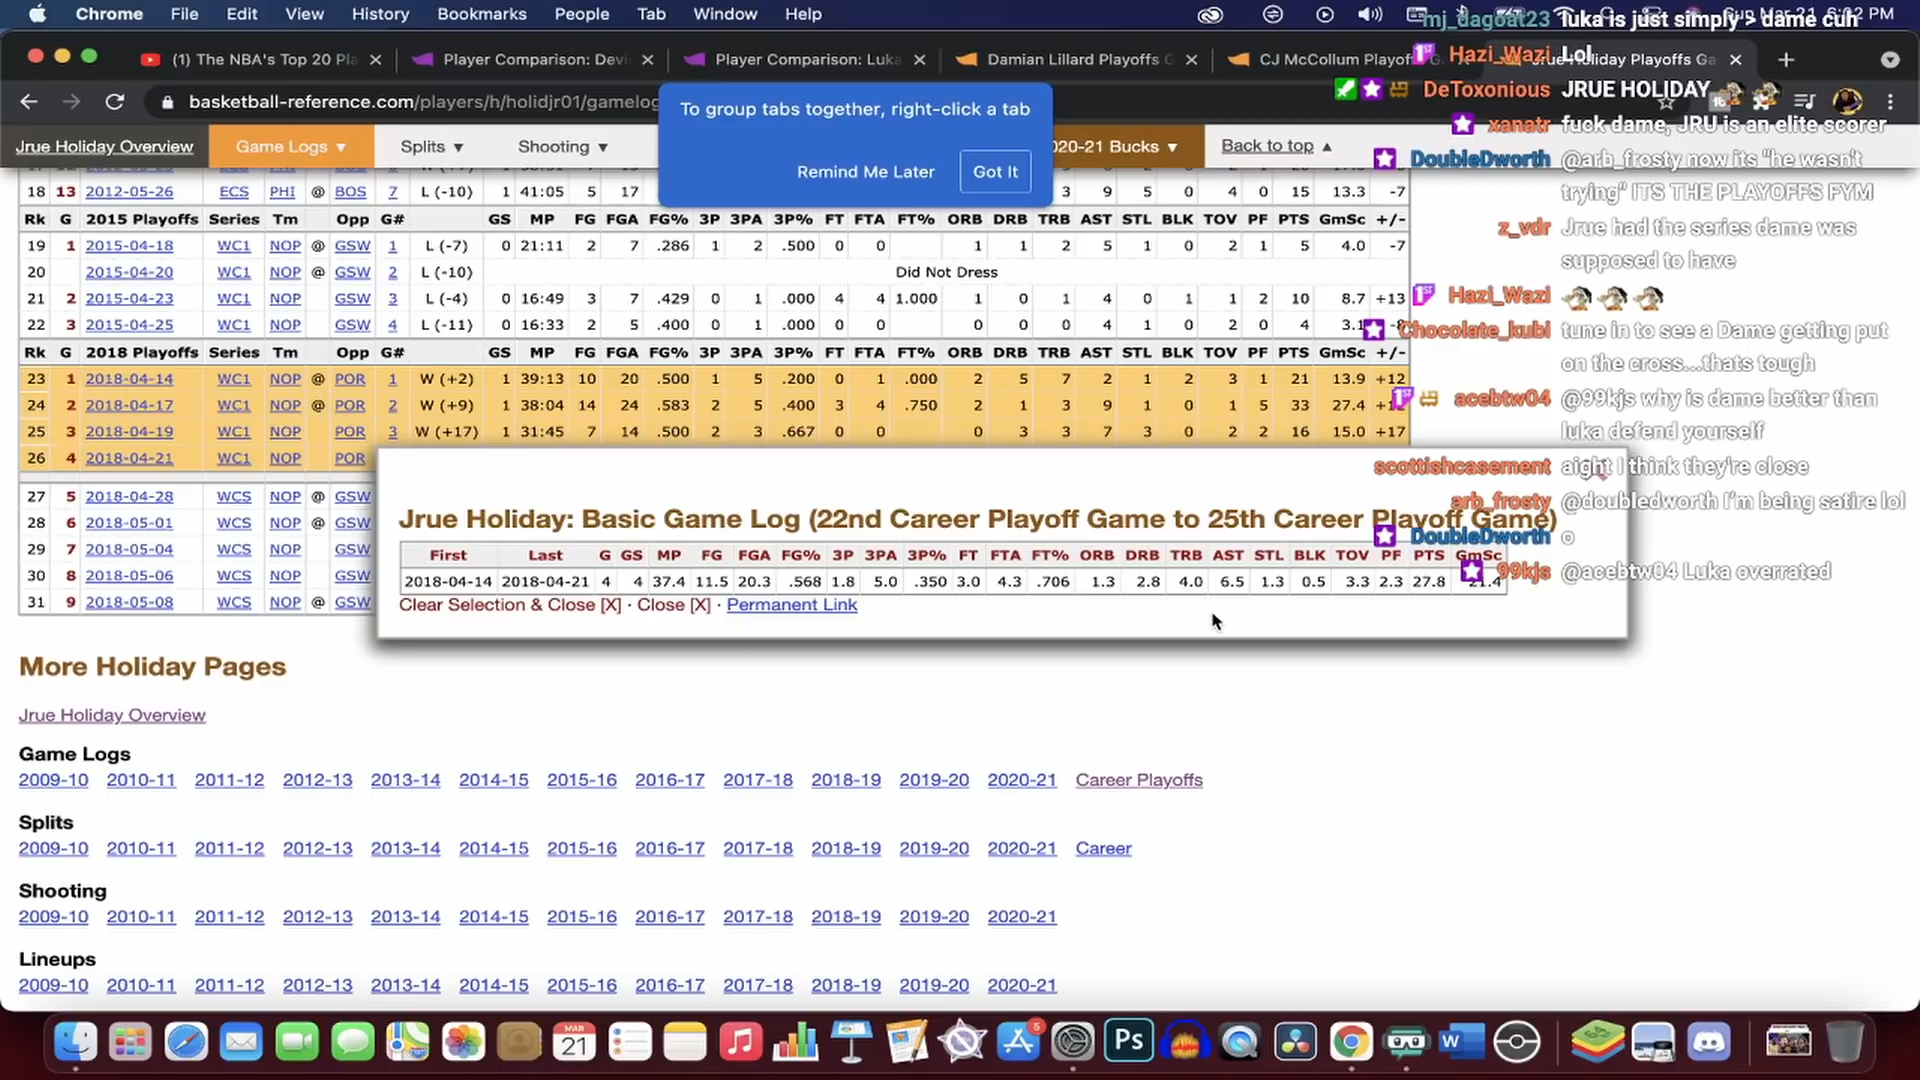 Chrome File Edit View History Bookmarks People Tab Window Help Sun Mar 21 6:02 PM
mj_dagoat23 luka is just simply > dame cuh
(1) The NBA's Top 20 Pla Player Comparison: Devi Player Comparison: Luka Damian Lillard Playoffs G CJ McCollum Playoffs Jrue Holiday Playoffs Ga
Hazi_Wazi Lol
basketball-reference.com/players/h/holidjr01/gamelog
DeToxonious JRUE HOLIDAY
To group tabs together, right-click a tab
Remind Me Later Got It
xanatr fuck dame, JRU is an elite scorer
Jrue Holiday Overview Game Logs ▼ Splits ▼ Shooting ▼ 020-21 Bucks ▼ Back to top ▲
DoubleDworth @arb_frosty now its "he wasn't
trying" ITS THE PLAYOFFS FYM
z_vdr Jrue had the series dame was
supposed to have
Hazi_Wazi
Chocolate_kubi tune in to see a Dame getting put
on the cross...thats tough
acebtw04 @99kjs why is dame better than
luka defend yourself
scottishcasement aight I think they're close
arb_frosty @doubledworth I'm being satire lol
DoubleDworth o
99kjs @acebtw04 Luka overrated
18 13 2012-05-26 ECS PHI @ BOS 7 L (-10) 1 41:05 5 17 3 9 5 0 4 0 15 13.3 -7
Rk G 2015 Playoffs Series Tm Opp G# GS MP FG FGA FG% 3P 3PA 3P% FT FTA FT% ORB DRB TRB AST STL BLK TOV PF PTS GmSc +/-
19 1 2015-04-18 WC1 NOP @ GSW 1 L (-7) 0 21:11 2 7 .286 1 2 .500 0 0 1 1 2 5 1 0 2 1 5 4.0 -7
20 2015-04-20 WC1 NOP @ GSW 2 L (-10) Did Not Dress
21 2 2015-04-23 WC1 NOP GSW 3 L (-4) 0 16:49 3 7 .429 0 1 .000 4 4 1.000 1 0 1 4 0 1 1 2 10 8.7 +13
22 3 2015-04-25 WC1 NOP GSW 4 L (-11) 0 16:33 2 5 .400 0 1 .000 0 0 0 0 0 4 1 0 2 0 4 3.1
Rk G 2018 Playoffs Series Tm Opp G# GS MP FG FGA FG% 3P 3PA 3P% FT FTA FT% ORB DRB TRB AST STL BLK TOV PF PTS GmSc +/-
23 1 2018-04-14 WC1 NOP @ POR 1 W (+2) 1 39:13 10 20 .500 1 5 .200 0 1 .000 2 5 7 2 1 2 3 1 21 13.9 +12
24 2 2018-04-17 WC1 NOP @ POR 2 W (+9) 1 38:04 14 24 .583 2 5 .400 3 4 .750 2 1 3 9 1 0 1 5 33 27.4
25 3 2018-04-19 WC1 NOP POR 3 W (+17) 1 31:45 7 14 .500 2 3 .667 0 0 0 3 3 7 3 0 2 2 16 15.0 +17
26 4 2018-04-21 WC1 NOP POR
27 5 2018-04-28 WCS NOP @ GSW
28 6 2018-05-01 WCS NOP @ GSW
29 7 2018-05-04 WCS NOP GSW
30 8 2018-05-06 WCS NOP GSW
31 9 2018-05-08 WCS NOP @ GSW
Jrue Holiday: Basic Game Log (22nd Career Playoff Game to 25th Career Playoff Game)
First Last G GS MP FG FGA FG% 3P 3PA 3P% FT FTA FT% ORB DRB TRB AST STL BLK TOV PF PTS GmSc
2018-04-14 2018-04-21 4 4 37.4 11.5 20.3 .568 1.8 5.0 .350 3.0 4.3 .706 1.3 2.8 4.0 6.5 1.3 0.5 3.3 2.3 27.8 21.4
Clear Selection & Close [X] · Close [X] · Permanent Link
More Holiday Pages
Jrue Holiday Overview
Game Logs
2009-10 2010-11 2011-12 2012-13 2013-14 2014-15 2015-16 2016-17 2017-18 2018-19 2019-20 2020-21 Career Playoffs
Splits
2009-10 2010-11 2011-12 2012-13 2013-14 2014-15 2015-16 2016-17 2017-18 2018-19 2019-20 2020-21 Career
Shooting
2009-10 2010-11 2011-12 2012-13 2013-14 2014-15 2015-16 2016-17 2017-18 2018-19 2019-20 2020-21
Lineups
2009-10 2010-11 2011-12 2012-13 2013-14 2014-15 2015-16 2016-17 2017-18 2018-19 2019-20 2020-21
MAR
21
Ps
W